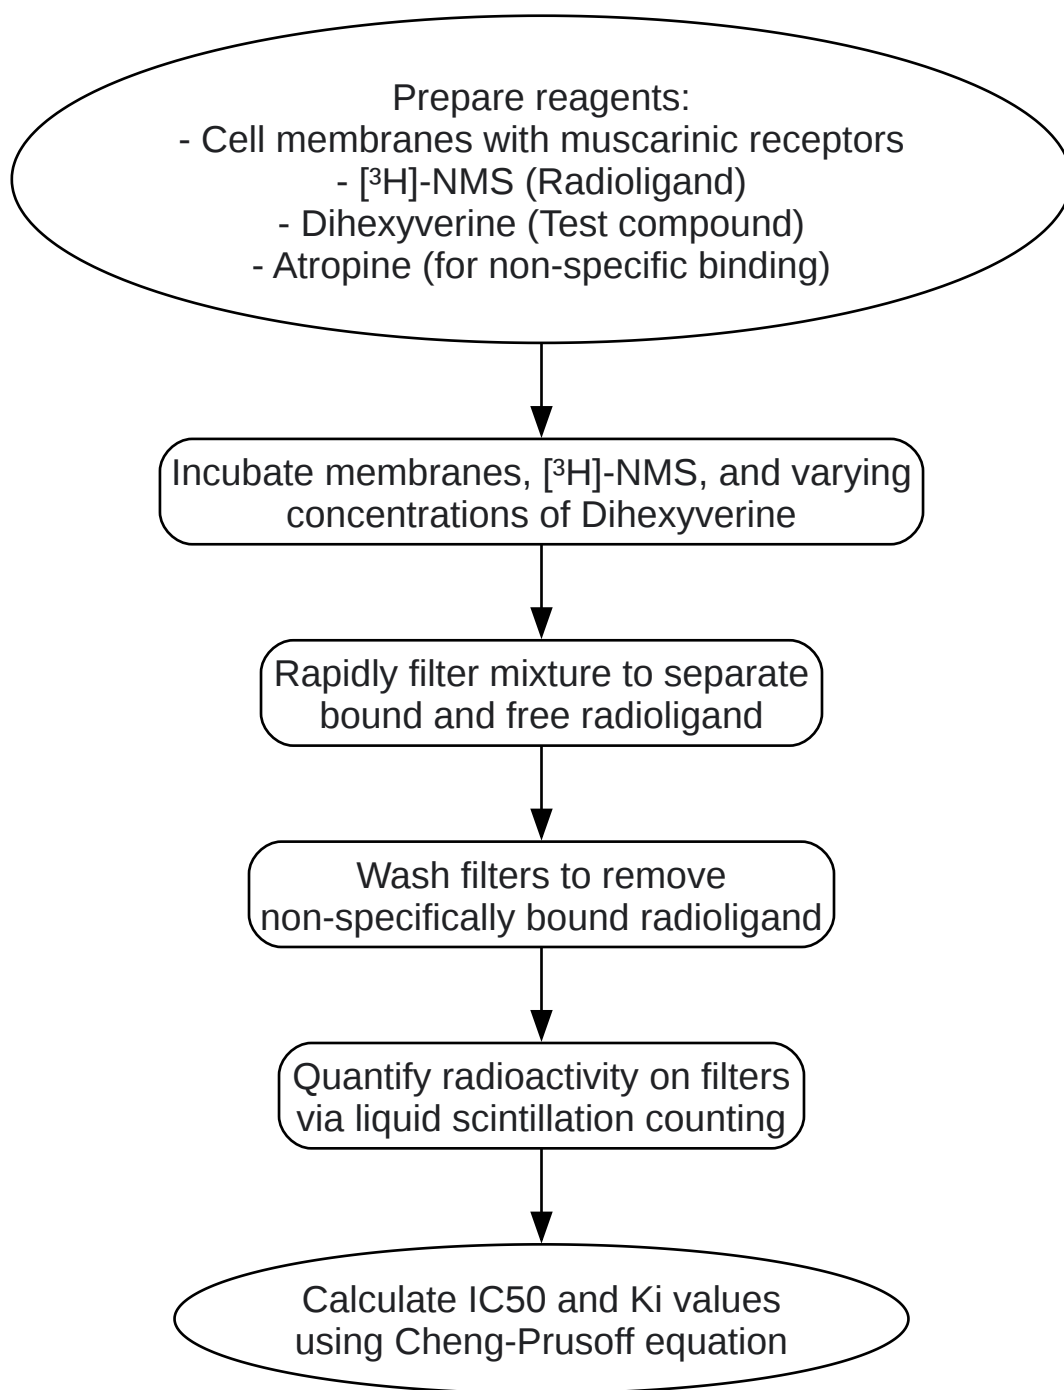 Prepare reagents:
- Cell membranes with muscarinic receptors
- [³H]-NMS (Radioligand)
- Dihexyverine (Test compound)
- Atropine (for non-specific binding)
Incubate membranes, [³H]-NMS, and varying
concentrations of Dihexyverine
Rapidly filter mixture to separate
bound and free radioligand
Wash filters to remove
non-specifically bound radioligand
Quantify radioactivity on filters
via liquid scintillation counting
Calculate IC50 and Ki values
using Cheng-Prusoff equation